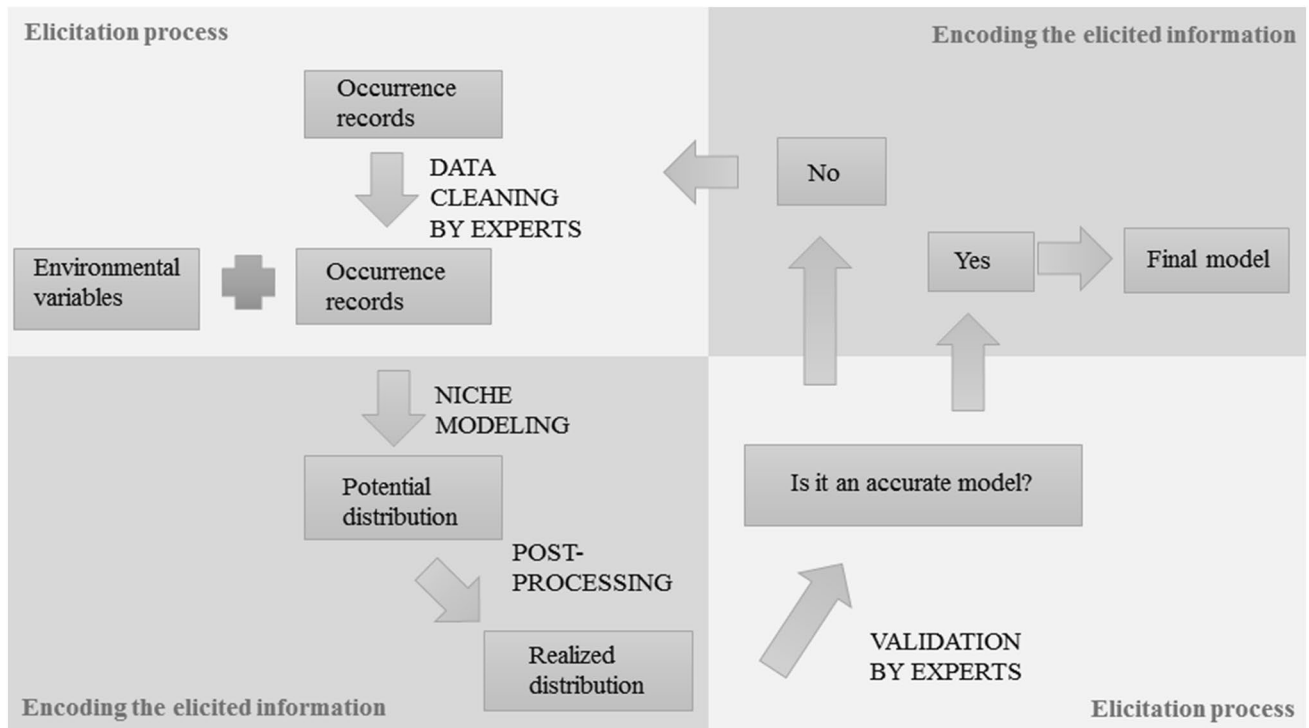 Elicitation process
Occurrence
records
DATA
CLEANING
BY EXPERTS
Environmental
variables
Occurrence
records
NICHE
MODELING
Potential
distribution
POST-
PROCESSING
Realized
distribution
Encoding the elicited information
VALIDATION
BY EXPERTS
Elicitation process
Is it an accurate model?
No
Yes
Final model
Encoding the elicited information